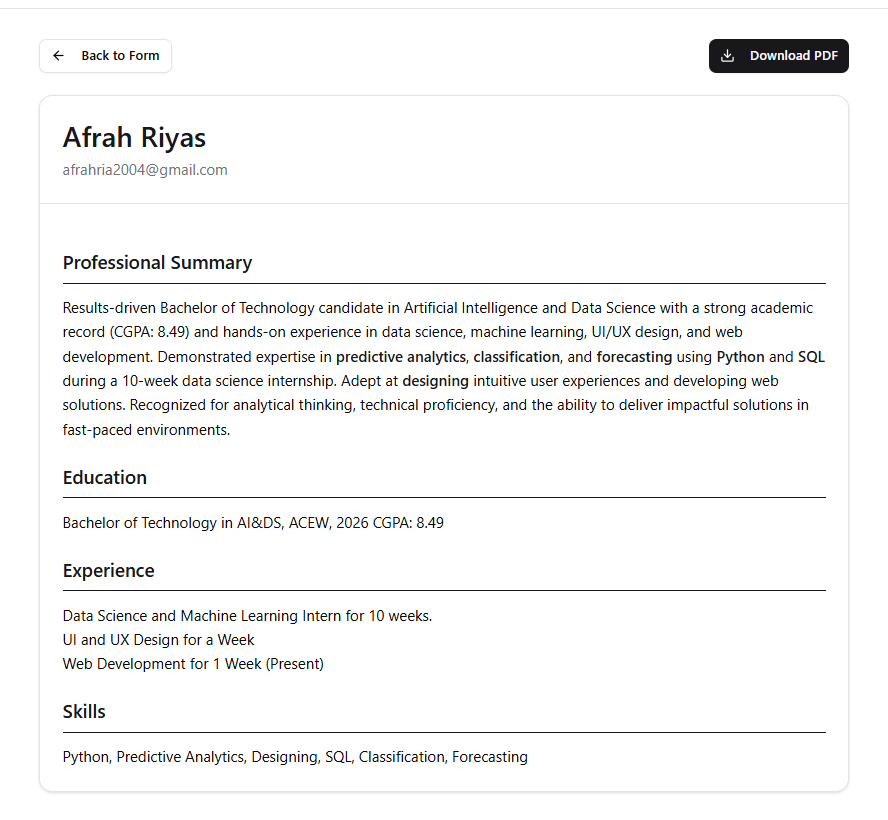 Back to Form
Download PDF
Afrah Riyas
afrahria2004@gmail.com
Professional Summary
Results-driven Bachelor of Technology candidate in Artificial Intelligence and Data Science with a strong academic
record (CGPA: 8.49) and hands-on experience in data science, machine learning, UI/UX design, and web
development. Demonstrated expertise in predictive analytics, classification, and forecasting using Python and SQL
during a 10-week data science internship. Adept at designing intuitive user experiences and developing web
solutions. Recognized for analytical thinking, technical proficiency, and the ability to deliver impactful solutions in
fast-paced environments.
Education
Bachelor of Technology in AI&DS, ACEW, 2026 CGPA: 8.49
Experience
Data Science and Machine Learning Intern for 10 weeks.
UI and UX Design for a Week
Web Development for 1 Week (Present)
Skills
Python, Predictive Analytics, Designing, SQL, Classification, Forecasting